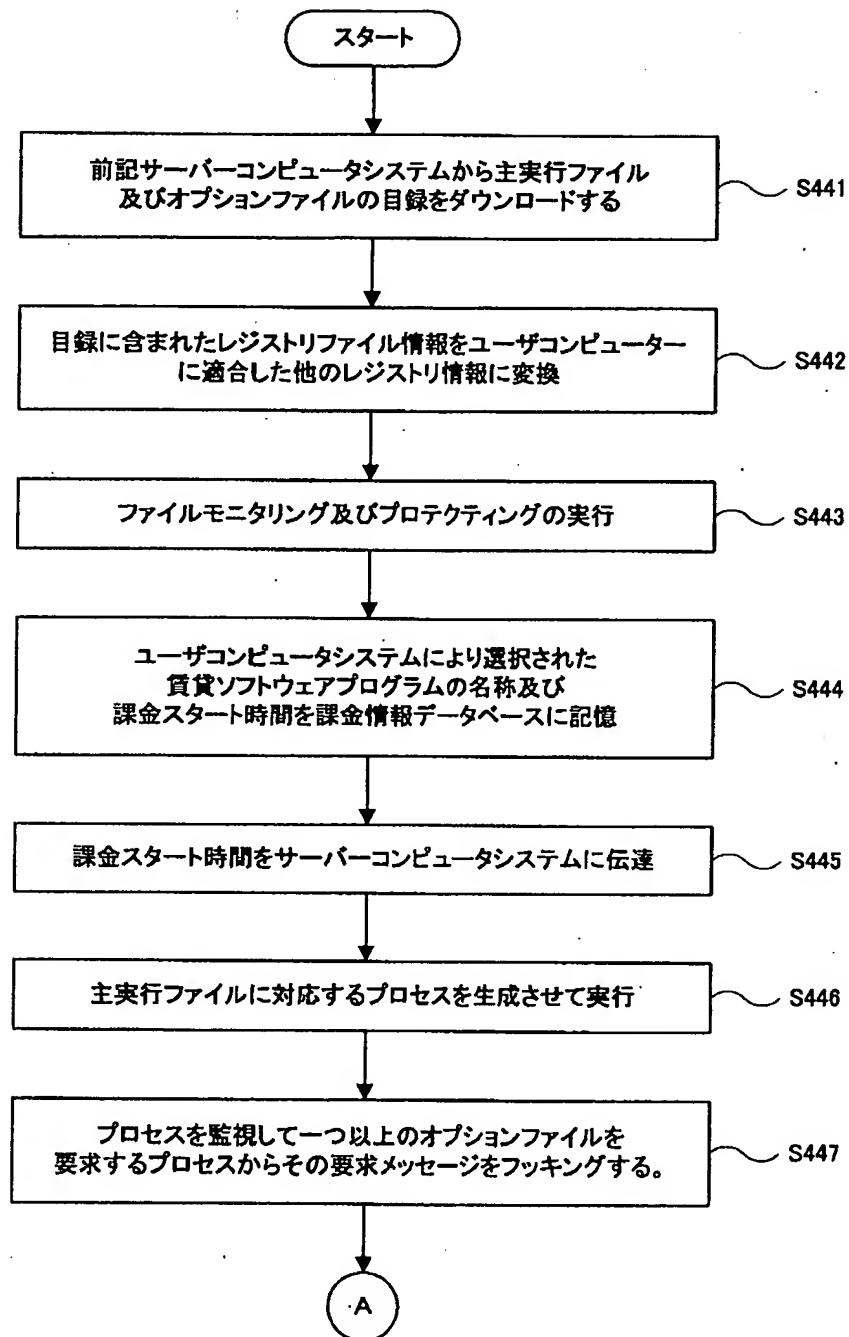 スタート
前記サーバーコンピュータシステムから主実行ファイル
及びオプションファイルの目録をダウンロードする
S441
目録に含まれたレジストリファイル情報をユーザコンピューター
に適合した他のレジストリ情報に変換
S442
ファイルモニタリング及びプロテクティングの実行
S443
ユーザコンピュータシステムにより選択された
賃貸ソフトウェアプログラムの名称及び
課金スタート時間を課金情報データベースに記憶
S444
課金スタート時間をサーバーコンピュータシステムに伝達
S445
主実行ファイルに対応するプロセスを生成させて実行
S446
プロセスを監視して一つ以上のオプションファイルを
要求するプロセスからその要求メッセージをフッキングする。
S447
A